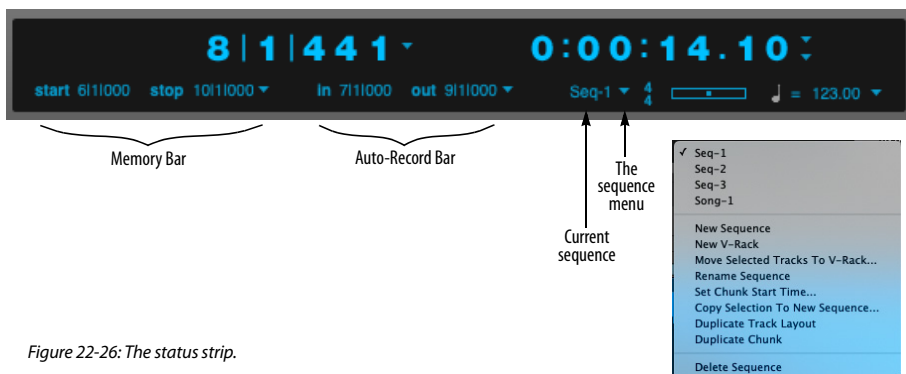 8|1|441 0:00:14.10
start 6|1|000 stop 10|1|000 in 7|1|000 out 9|1|000 Seq-1 4 4 = 123.00
Memory Bar
Auto-Record Bar
The
sequence
menu
Current
sequence
✓ Seq-1
Seq-2
Seq-3
Song-1
New Sequence
New V-Rack
Move Selected Tracks To V-Rack...
Rename Sequence
Set Chunk Start Time...
Copy Selection To New Sequence...
Duplicate Track Layout
Duplicate Chunk
Delete Sequence
Figure 22-26: The status strip.